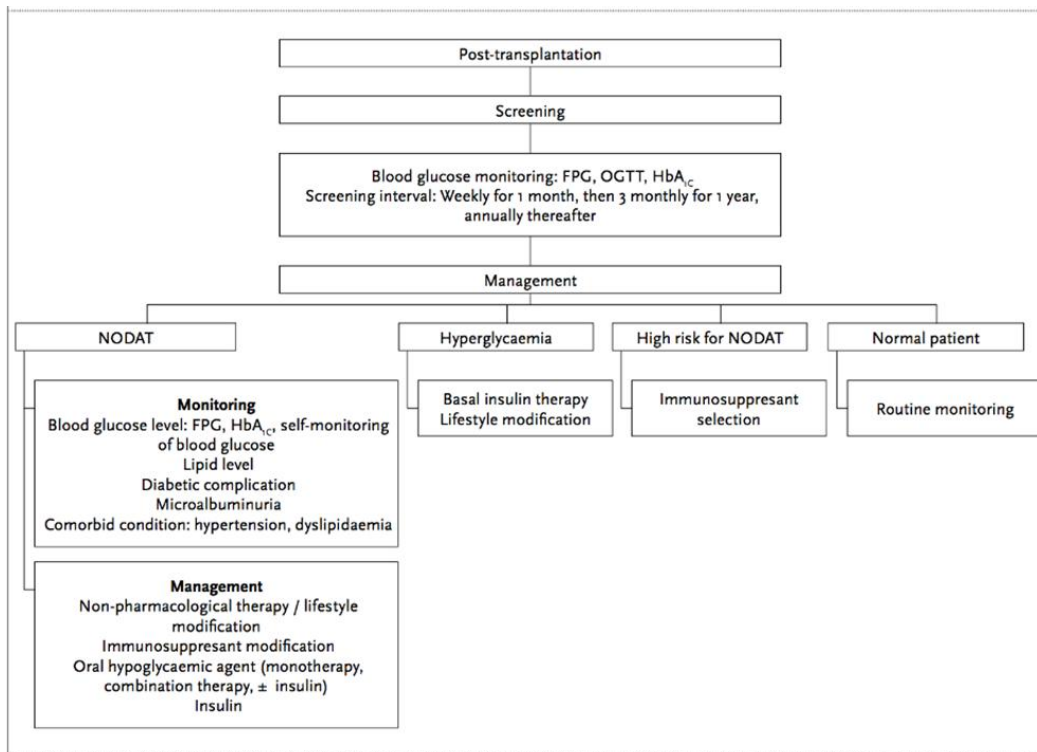 Post-transplantation
Screening
Blood glucose monitoring: FPG, OGTT, HbA1C
Screening interval: Weekly for 1 month, then 3 monthly for 1 year,
annually thereafter
Management
NODAT
Hyperglycaemia
High risk for NODAT
Normal patient
Monitoring
Blood glucose level: FPG, HbA1C, self-monitoring
of blood glucose
Lipid level
Diabetic complication
Microalbuminuria
Comorbid condition: hypertension, dyslipidaemia
Basal insulin therapy
Lifestyle modification
Immunosuppresant
selection
Routine monitoring
Management
Non-pharmacological therapy / lifestyle
modification
Immunosuppresant modification
Oral hypoglycaemic agent (monotherapy,
combination therapy, ± insulin)
Insulin